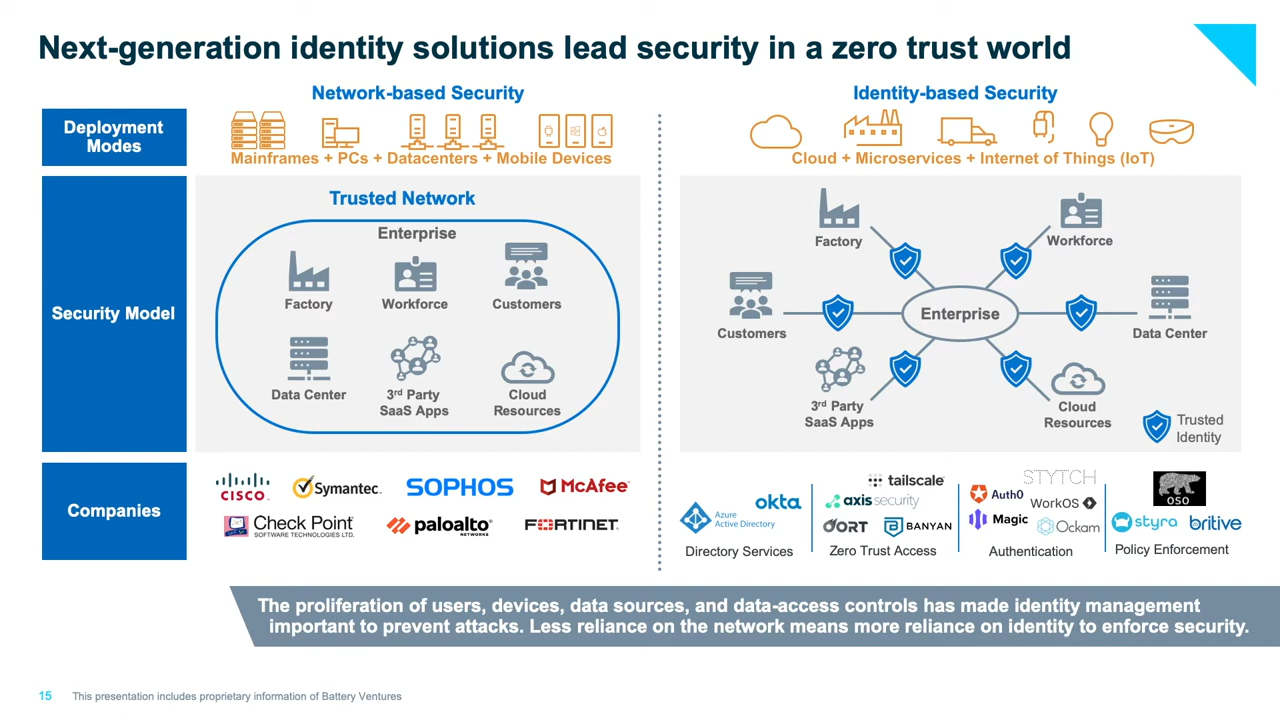 Next-generation identity solutions lead security in a zero trust world
Network-based Security
Identity-based Security
Deployment
Modes
Mainframes + PCs + Datacenters + Mobile Devices
Cloud + Microservices + Internet of Things (IoT)
Security Model
Trusted Network
Enterprise
Factory
Workforce
Customers
Data Center
3rd Party
SaaS Apps
Cloud
Resources
Factory
Workforce
Customers
Enterprise
Data Center
3rd Party
SaaS Apps
Cloud
Resources
Trusted
Identity
Companies
CISCO
Symantec
SOPHOS
McAfee
Check Point
SOFTWARE TECHNOLOGIES LTD.
paloalto
NETWORKS
FORTINET
Azure
Active Directory
okta
Directory Services
tailscale
axis security
OORT
BANYAN
Zero Trust Access
STYTCH
Auth0
WorkOS
Magic
Ockam
Authentication
OSO
styra
britive
Policy Enforcement
The proliferation of users, devices, data sources, and data-access controls has made identity management
important to prevent attacks. Less reliance on the network means more reliance on identity to enforce security.
15 This presentation includes proprietary information of Battery Ventures